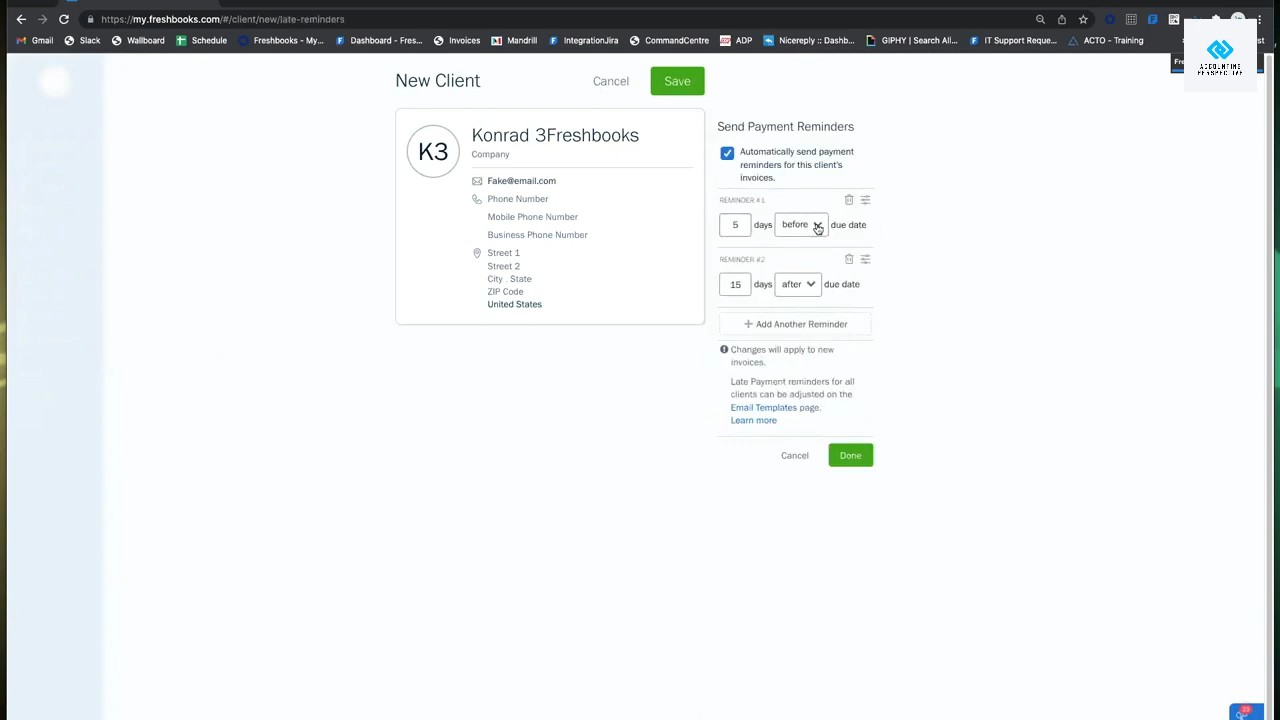 https://my.freshbooks.com/#/client/new/late-reminders
Gmail
Slack
Wallboard
Schedule
Freshbooks - My...
Dashboard - Fres...
Invoices
Mandrill
IntegrationJira
CommandCentre
ADP
Nicereply :: Dashb...
GIPHY | Search All...
IT Support Reque...
ACTO - Training
ACCOUNTING
PERSPECTIVE
New Client
Cancel
Save
K3
Konrad 3Freshbooks
Company
Fake@email.com
Phone Number
Mobile Phone Number
Business Phone Number
Street 1
Street 2
City . State
ZIP Code
United States
Send Payment Reminders
Automatically send payment
reminders for this client's
invoices.
REMINDER #1
5 days before due date
REMINDER #2
15 days after due date
Add Another Reminder
Changes will apply to new
invoices.
Late Payment reminders for all
clients can be adjusted on the
Email Templates page.
Learn more
Cancel
Done
23